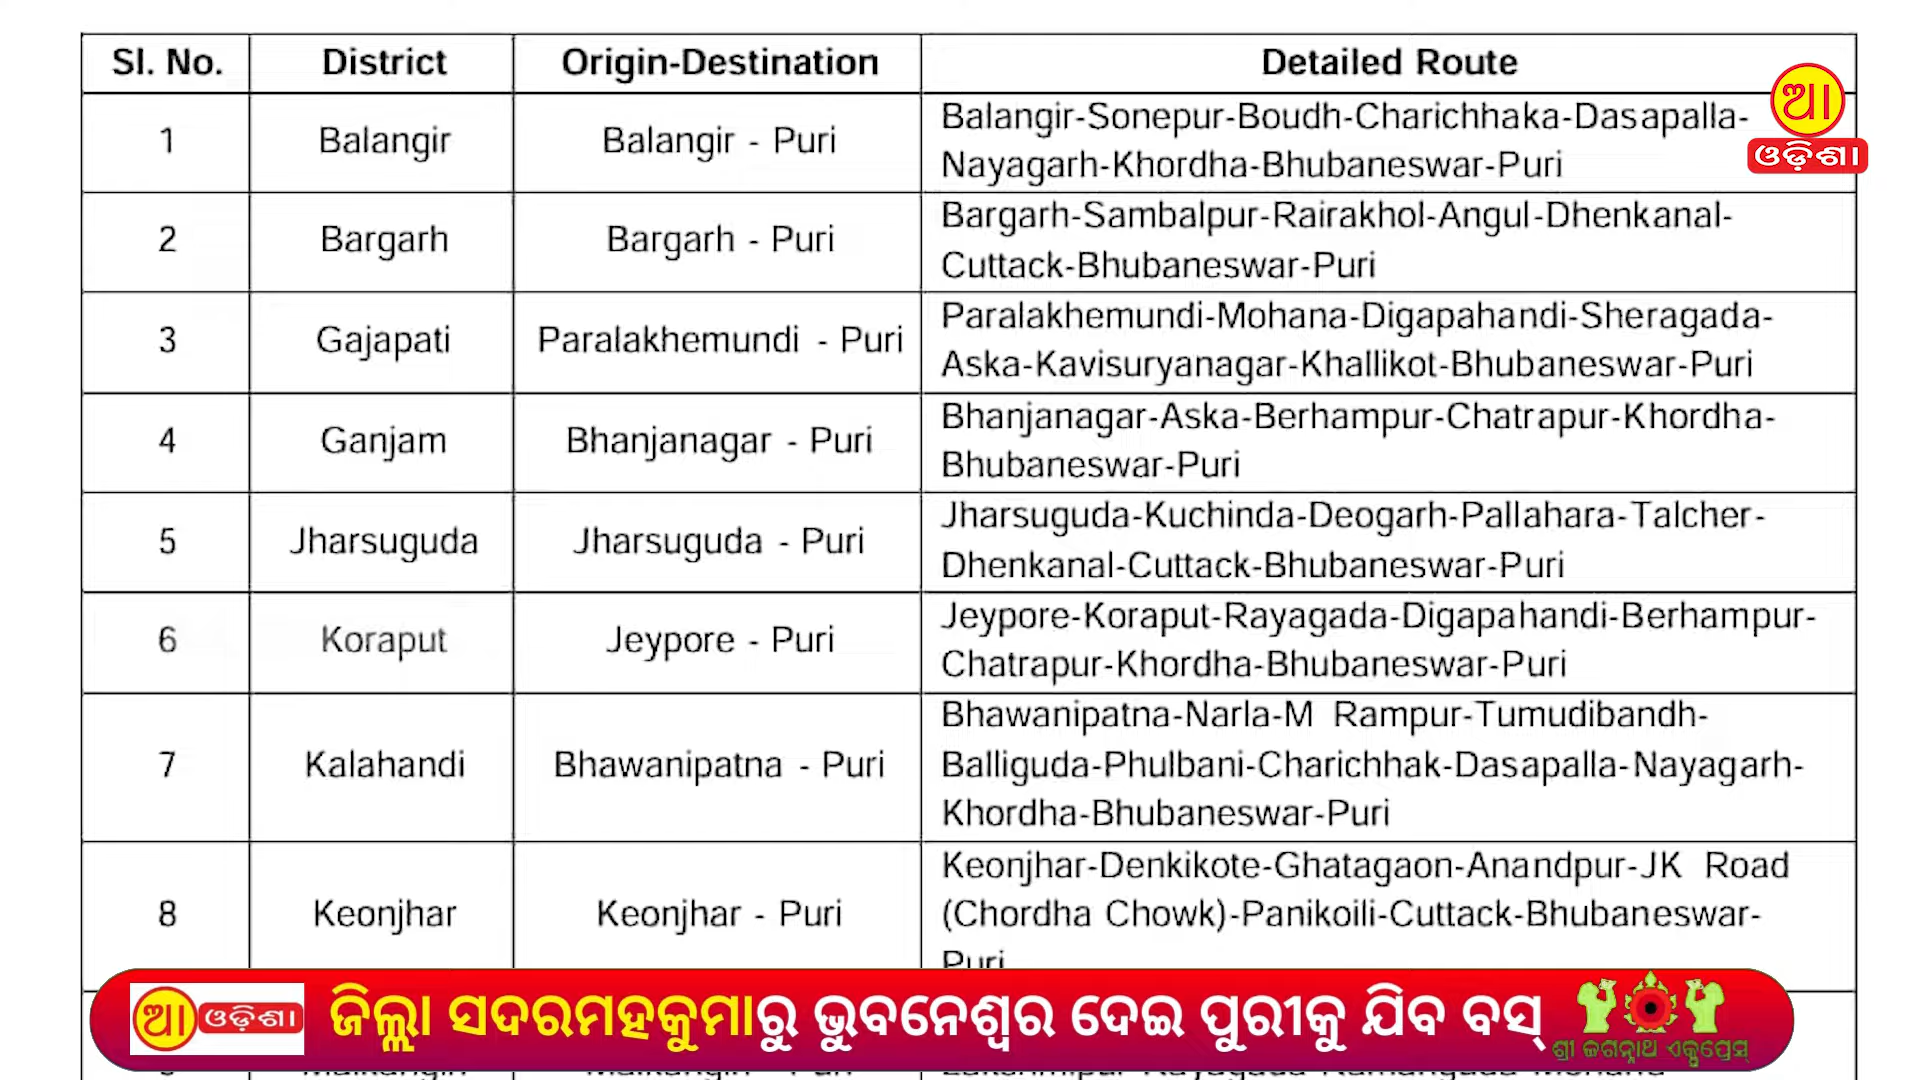 Sl. No. District Origin-Destination Detailed Route
1 Balangir Balangir - Puri Balangir-Sonepur-Boudh-Charichhaka-Dasapalla-
Nayagarh-Khordha-Bhubaneswar-Puri
2 Bargarh Bargarh - Puri Bargarh-Sambalpur-Rairakhol-Angul-Dhenkanal-
Cuttack-Bhubaneswar-Puri
3 Gajapati Paralakhemundi - Puri Paralakhemundi-Mohana-Digapahandi-Sheragada-
Aska-Kavisuryanagar-Khallikot-Bhubaneswar-Puri
4 Ganjam Bhanjanagar - Puri Bhanjanagar-Aska-Berhampur-Chatrapur-Khordha-
Bhubaneswar-Puri
5 Jharsuguda Jharsuguda - Puri Jharsuguda-Kuchinda-Deogarh-Pallahara-Talcher-
Dhenkanal-Cuttack-Bhubaneswar-Puri
6 Koraput Jeypore - Puri Jeypore-Koraput-Rayagada-Digapahandi-Berhampur-
Chatrapur-Khordha-Bhubaneswar-Puri
7 Kalahandi Bhawanipatna - Puri Bhawanipatna-Narla-M Rampur-Tumudibandh-
Balliguda-Phulbani-Charichhak-Dasapalla-Nayagarh-
Khordha-Bhubaneswar-Puri
8 Keonjhar Keonjhar - Puri Keonjhar-Denkikote-Ghatagaon-Anandpur-JK Road
(Chordha Chowk)-Panikoili-Cuttack-Bhubaneswar-
Puri
ଆ
ଓଡ଼ିଶା
ଆ ଓଡ଼ିଶା
ଜିଲ୍ଲା ସଦରମହକୁମାରୁ ଭୁବନେଶ୍ୱର ଦେଇ ପୁରୀକୁ ଯିବ ବସ୍
ଶ୍ରୀ ଜଗନ୍ନାଥ ଏକ୍ସପ୍ରେସ୍